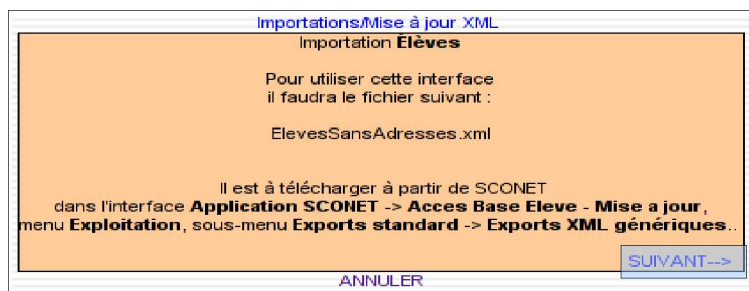 Importations/Mise à jour XML
Importation Élèves
Pour utiliser cette interface
il faudra le fichier suivant :
ElevesSansAdresses.xml
Il est à télécharger à partir de SCONET
dans l'interface Application SCONET -> Acces Base Eleve - Mise a jour,
menu Exploitation, sous-menu Exports standard -> Exports XML génériques..
SUIVANT-->
ANNULER